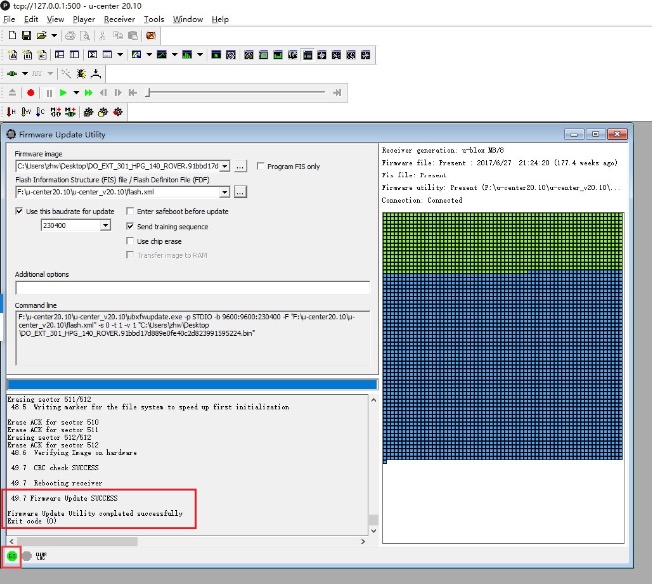 tcp://127.0.0.1:500 - u-center 20.10
File Edit View Player Receiver Tools Window Help
Firmware Update Utility
Firmware image
C:\Users\zhw\Desktop\DO_EXT_301_HPG_140_ROVER.91bbd17d
...
Program FIS only
Flash Information Structure (FIS) file / Flash Definiton File (FDF)
F:\u-center20.10\u-center_v20.10\flash.xml
...
Use this baudrate for update
Enter safeboot before update
230400
Send training sequence
Use chip erase
Transfer image to RAM
Additional options
Command line
F:\u-center20.10\u-center_v20.10\ubxfwupdate.exe -p STDIO -b 9600:9600:230400 -F "F:\u-center20.10\u-
center_v20.10\flash.xml" -s 0 -t 1 -v 1 "C:\Users\zhw\Desktop
\DO_EXT_301_HPG_140_ROVER.91bbd17d889e0fe40c2d823991595224.bin"
Erasing sector 511/512
48.5 Writing marker for the file system to speed up first initialization
Erase ACK for sector 510
Erase ACK for sector 511
Erasing sector 512/512
Erase ACK for sector 512
48.6 Verifying Image on hardware
49.7 CRC check SUCCESS
49.7 Rebooting receiver
49.7 Firmware Update SUCCESS
Firmware Update Utility completed successfully
Exit code (0)
Receiver generation: u-blox M8/8
Firmware file: Present : 2017/6/27 21:24:20 (177.4 weeks ago)
Fis file: Present
Firmware utility: Present (F:\u-center20.10\u-center_v20.10\...
Connection: Connected